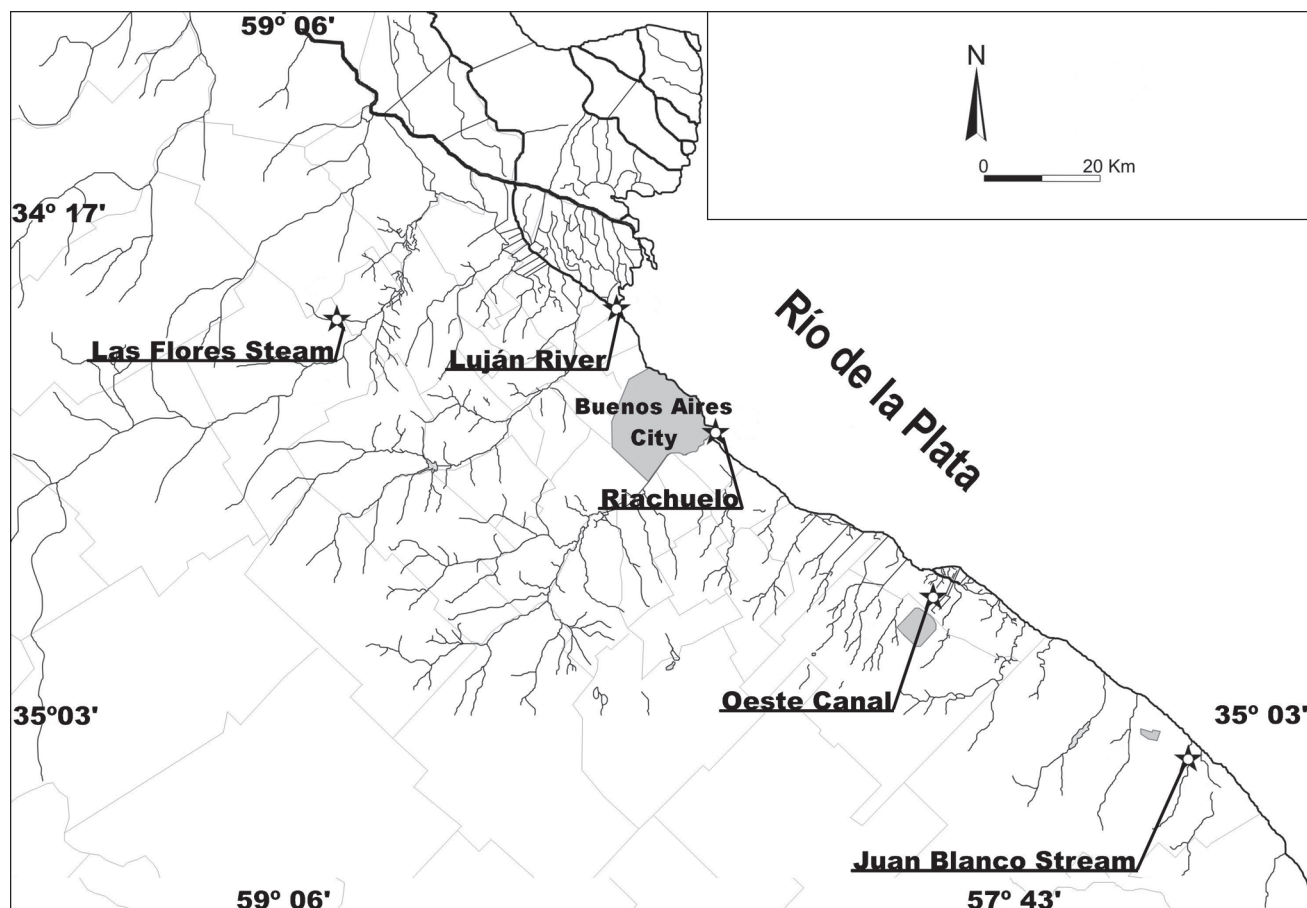 59º 06'
N
0 20 Km
34º 17'
Río de la Plata
Las Flores Steam
Luján River
Buenos Aires
City
Riachuelo
Oeste Canal
35º03'
35º 03'
Juan Blanco Stream
59º 06'
57º 43'